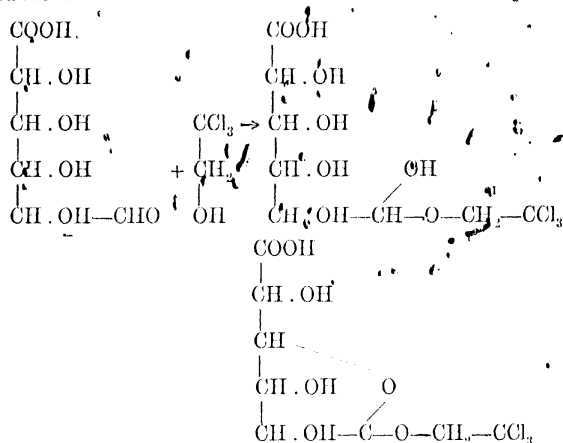 COOH COOH
CH . OH CH . OH
CH . OH CCl₃ → CH . OH
CH . OH + CH₂ CH . OH OH
CH . OH—CHO OH CH . OH—CH—O—CH₂—CCl₃
COOH
CH . OH
CH
CH . OH O
CH . OH—C—O—CH₂—CCl₃